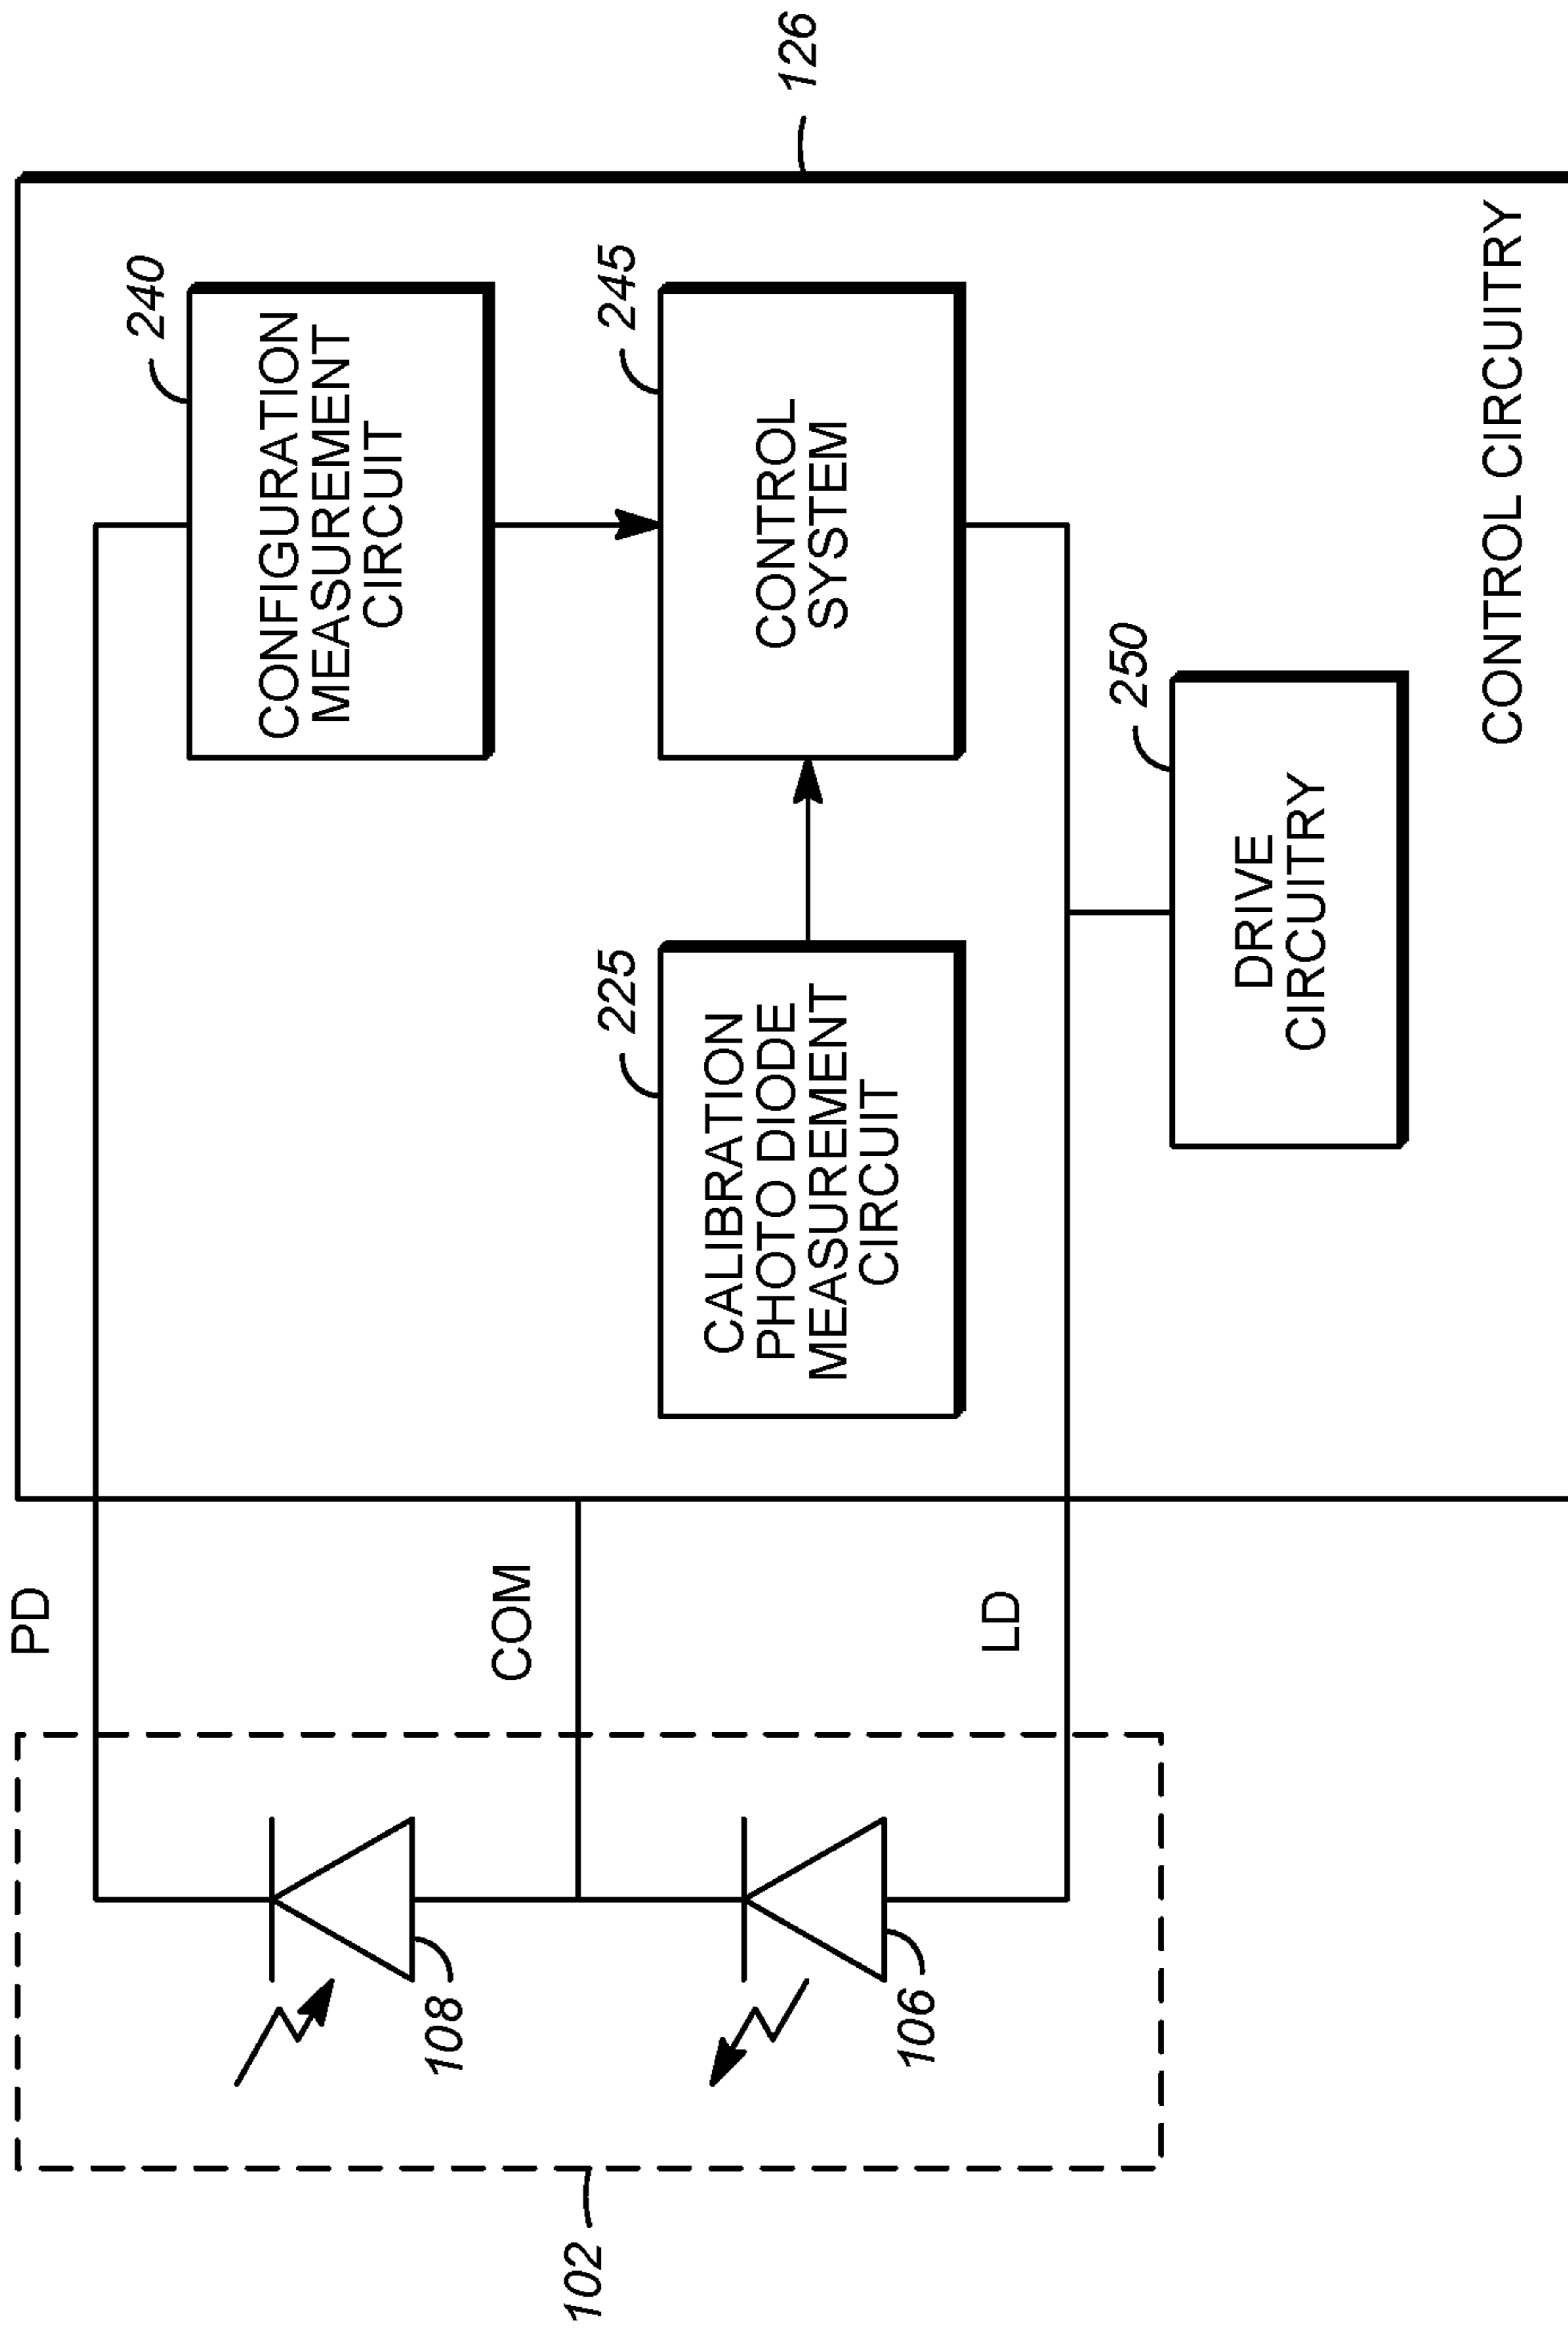 PD
108
COM
106
LD
102
240
CONFIGURATION
MEASUREMENT
CIRCUIT
225
CALIBRATION
PHOTO DIODE
MEASUREMENT
CIRCUIT
245
CONTROL
SYSTEM
126
250
DRIVE
CIRCUITRY
CONTROL CIRCUITRY